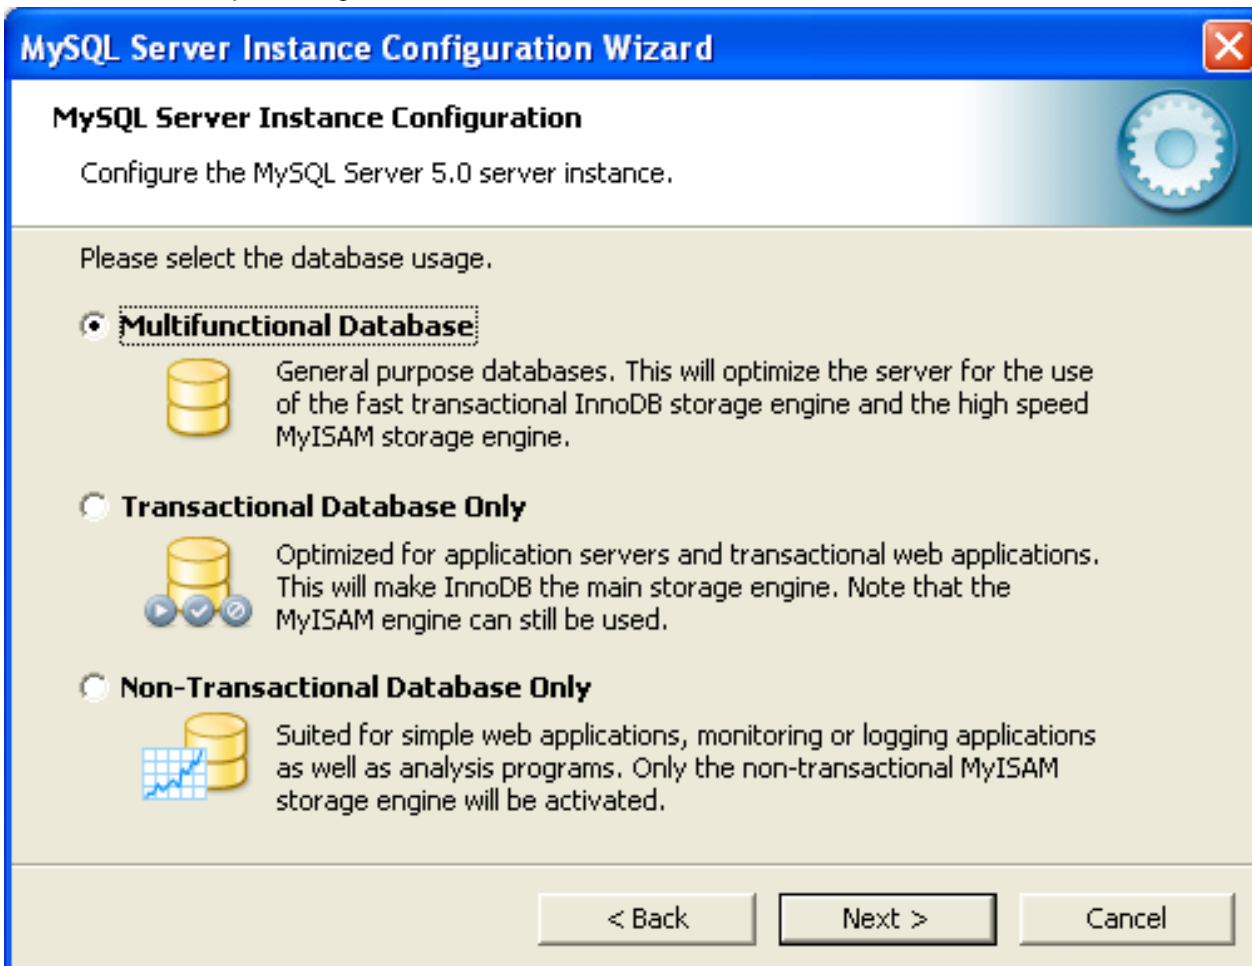 MySQL Server Instance Configuration Wizard
MySQL Server Instance Configuration
Configure the MySQL Server 5.0 server instance.
Please select the database usage.
Multifunctional Database
General purpose databases. This will optimize the server for the use
of the fast transactional InnoDB storage engine and the high speed
MyISAM storage engine.
Transactional Database Only
Optimized for application servers and transactional web applications.
This will make InnoDB the main storage engine. Note that the
MyISAM engine can still be used.
Non-Transactional Database Only
Suited for simple web applications, monitoring or logging applications
as well as analysis programs. Only the non-transactional MyISAM
storage engine will be activated.
< Back
Next >
Cancel